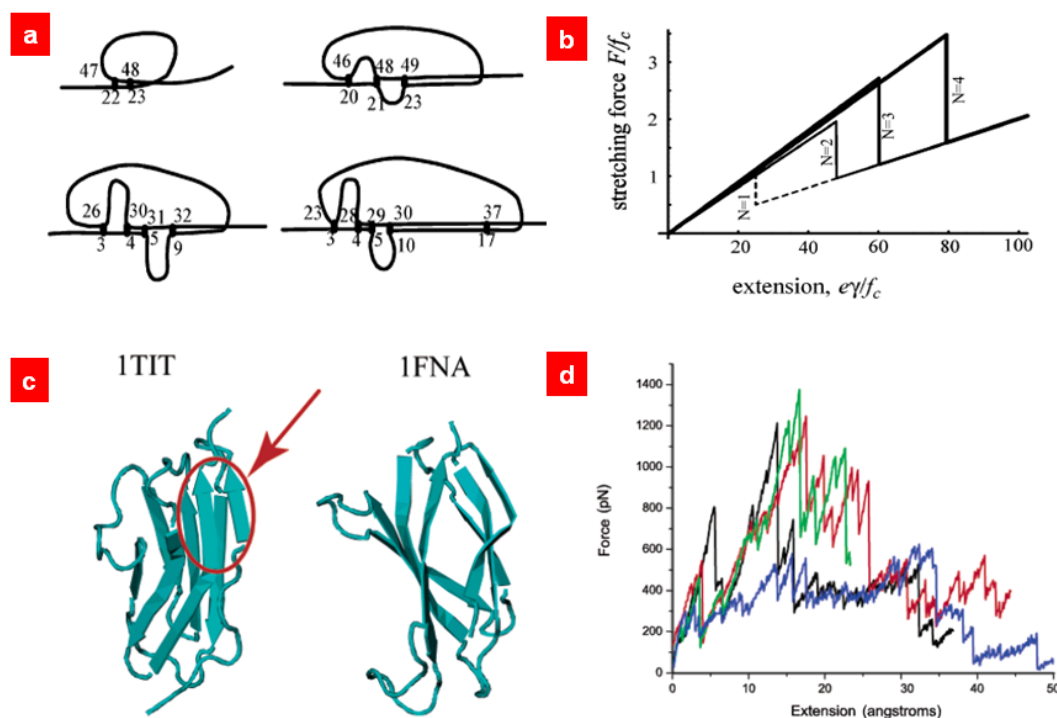 a
47 48
22 23
46 48 49
20 21 23
26 30 31 32
3 4 5 9
23 28 29 30 37
3 4 5 10 17
b
stretching force F/f_c
3
2
1
N=1
N=2
N=3
N=4
20 40 60 80 100
extension, eγ/f_c
c
1TIT 1FNA
d
Force (pN)
1400
1200
1000
800
600
400
200
0
0 10 20 30 40 50
Extension (angstroms)